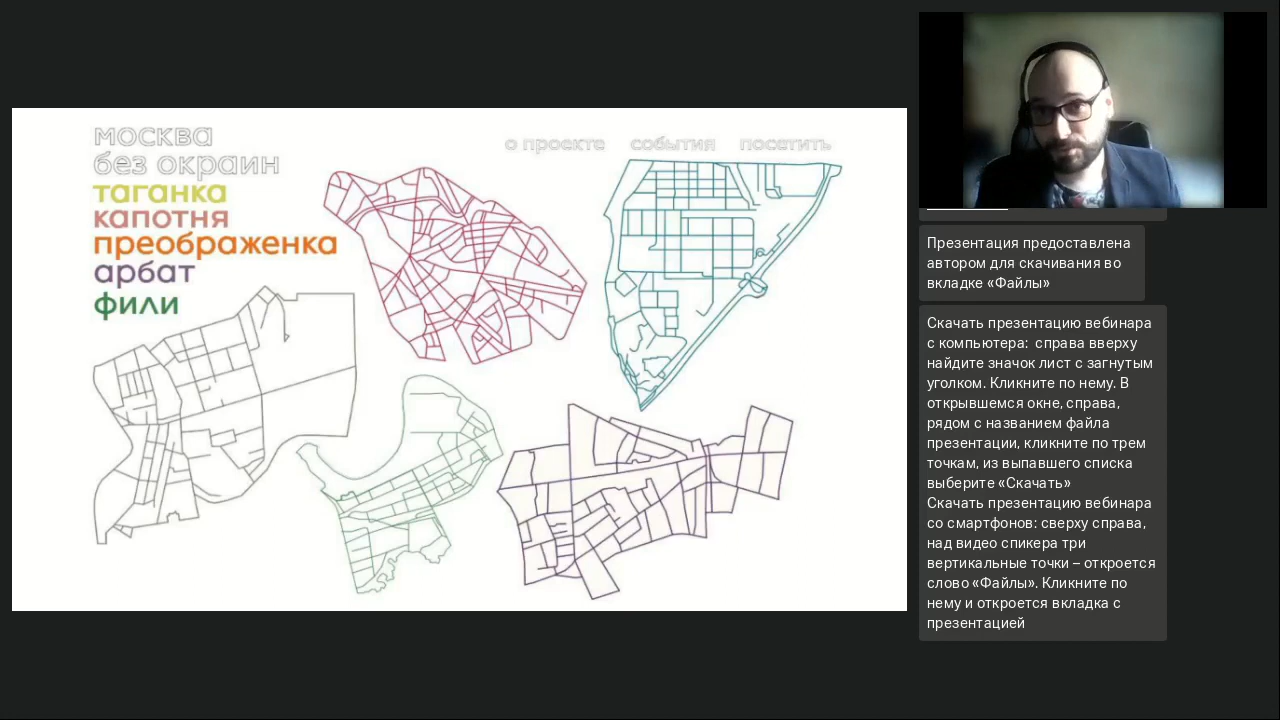 москва
без окраин
таганка
капотня
преображенка
арбат
фили
о проекте события посетить
Презентация предоставлена
автором для скачивания во
вкладке «Файлы»
Скачать презентацию вебинара
с компьютера: справа вверху
найдите значок лист с загнутым
уголком. Кликните по нему. В
открывшемся окне, справа,
рядом с названием файла
презентации, кликните по трем
точкам, из выпавшего списка
выберите «Скачать»
Скачать презентацию вебинара
со смартфонов: сверху справа,
над видео спикера три
вертикальные точки – откроется
слово «Файлы». Кликните по
нему и откроется вкладка с
презентацией